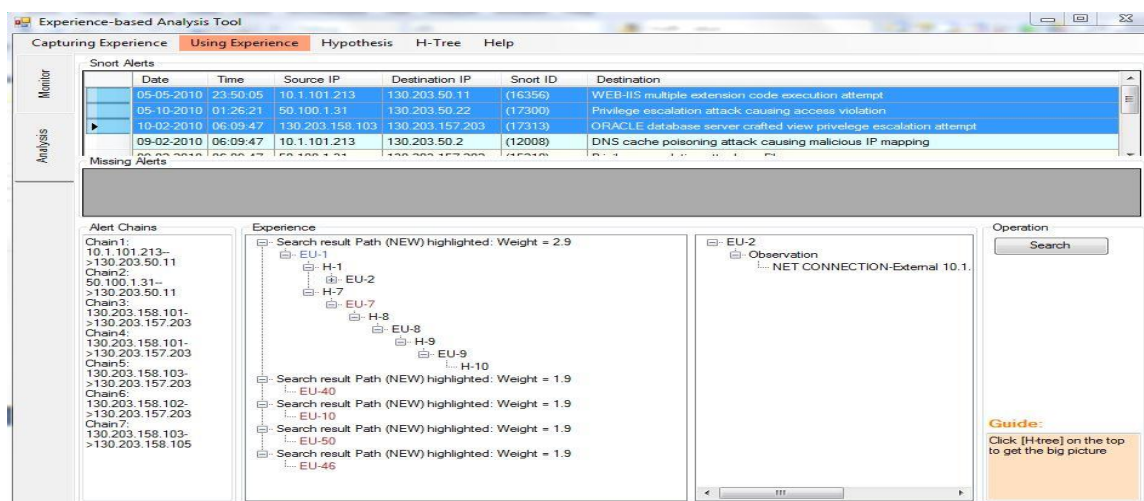 Experience-based Analysis Tool
Capturing Experience Using Experience Hypothesis H-Tree Help
Monitor
Analysis
Snort Alerts
Date Time Source IP Destination IP Snort ID Destination
05-05-2010 23:50:05 10.1.101.213 130.203.50.11 (16356) WEB-IIS multiple extension code execution attempt
05-10-2010 01:26:21 50.100.1.31 130.203.50.22 (17300) Privilege escalation attack causing access violation
10-02-2010 06:09:47 130.203.158.103 130.203.157.203 (17313) ORACLE database server crafted view privelege escalation attempt
09-02-2010 06:09:47 10.1.101.213 130.203.50.2 (12008) DNS cache poisoning attack causing malicious IP mapping
Missing Alerts
Alert Chains
Chain1:
10.1.101.213--
>130.203.50.11
Chain2:
50.100.1.31--
>130.203.50.11
Chain3:
130.203.158.101-
>130.203.157.203
Chain4:
130.203.158.101-
>130.203.157.203
Chain5:
130.203.158.103-
>130.203.157.203
Chain6:
130.203.158.102-
>130.203.157.203
Chain7:
130.203.158.103-
>130.203.158.105
Experience
Search result Path (NEW) highlighted: Weight = 2.9
EU-1
H-1
EU-2
H-7
EU-7
H-8
EU-8
H-9
EU-9
H-10
Search result Path (NEW) highlighted: Weight = 1.9
EU-40
Search result Path (NEW) highlighted: Weight = 1.9
EU-10
Search result Path (NEW) highlighted: Weight = 1.9
EU-50
Search result Path (NEW) highlighted: Weight = 1.9
EU-46
EU-2
Observation
NET CONNECTION-External 10.1.
Operation
Search
Guide:
Click [H-tree] on the top
to get the big picture